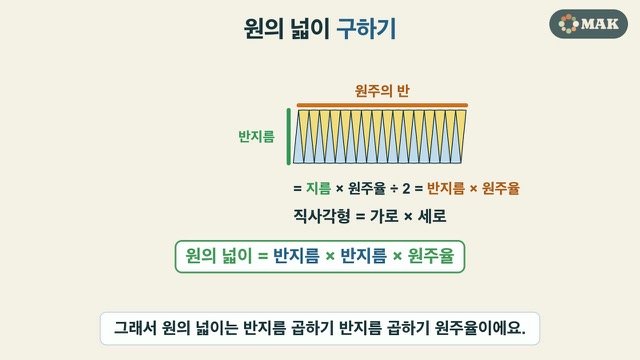 원의 넓이 구하기
MAK
원주의 반
반지름
= 지름 × 원주율 ÷ 2 = 반지름 × 원주율
직사각형 = 가로 × 세로
원의 넓이 = 반지름 × 반지름 × 원주율
그래서 원의 넓이는 반지름 곱하기 반지름 곱하기 원주율이에요.